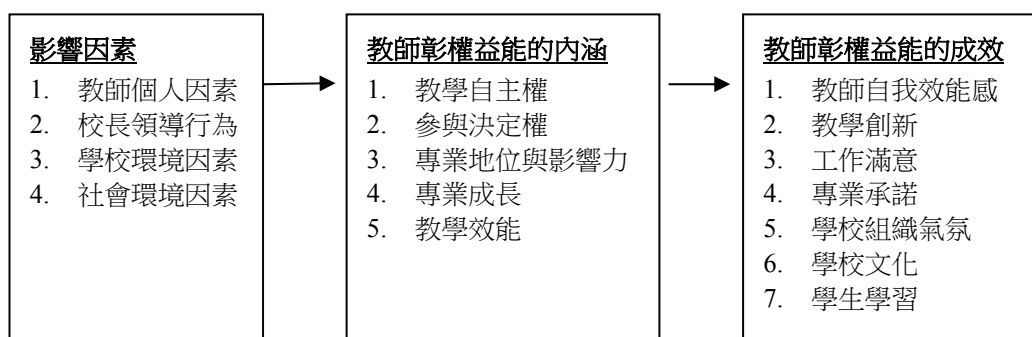 影響因素
1. 教師個人因素
2. 校長領導行為
3. 學校環境因素
4. 社會環境因素
教師彰權益能的內涵
1. 教學自主權
2. 參與決定權
3. 專業地位與影響力
4. 專業成長
5. 教學效能
教師彰權益能的成效
1. 教師自我效能感
2. 教學創新
3. 工作滿意
4. 專業承諾
5. 學校組織氣氛
6. 學校文化
7. 學生學習